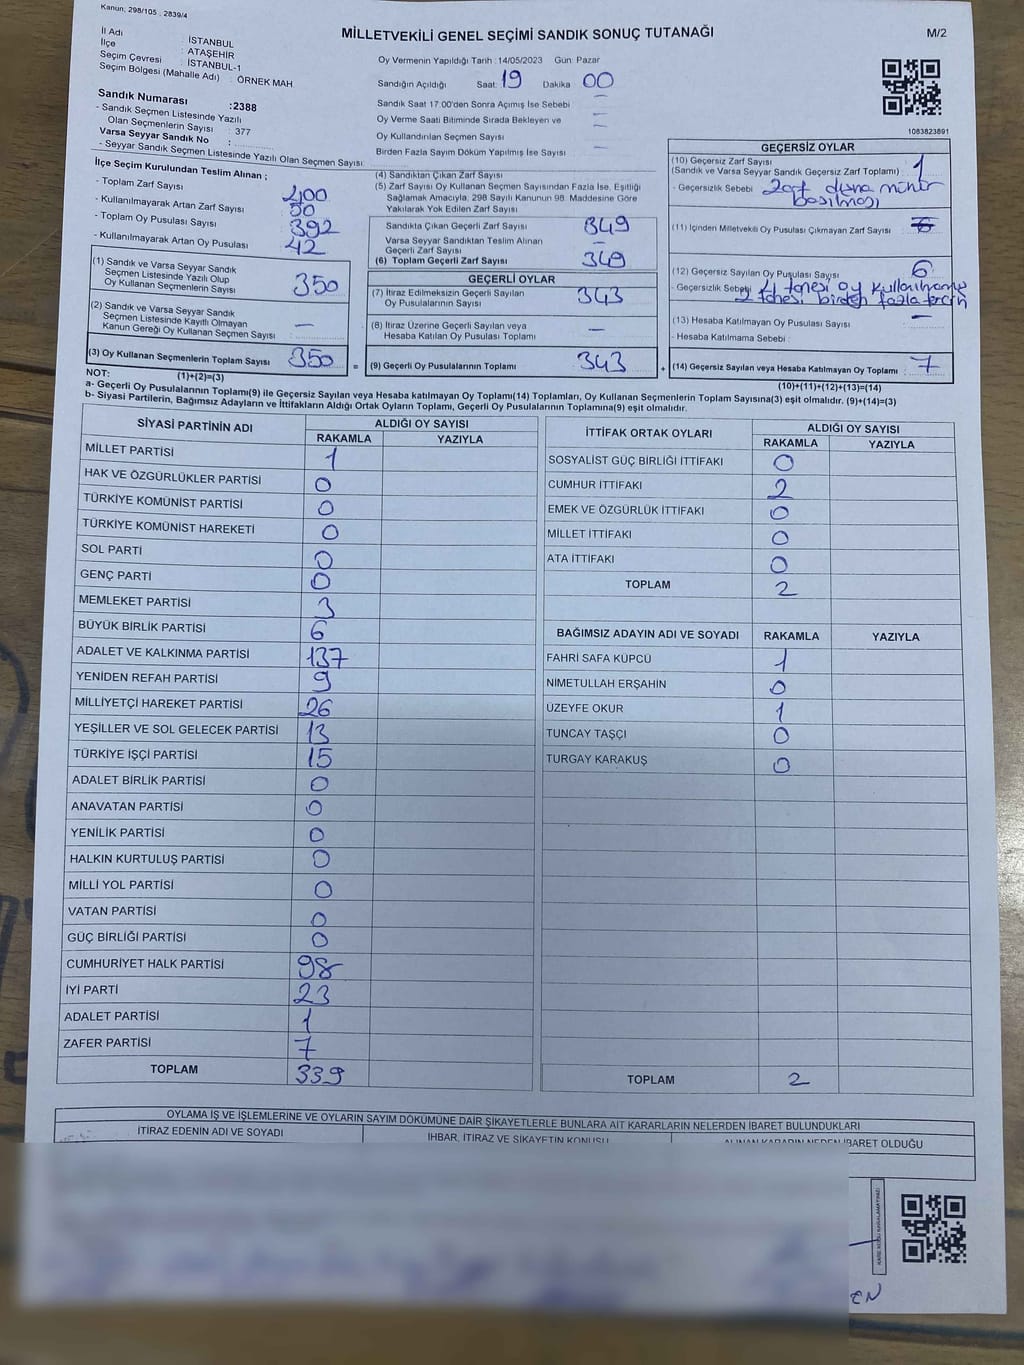 Kanun; 298/105 , 2839/4
MİLLETVEKİLİ GENEL SEÇİMİ SANDIK SONUÇ TUTANAĞI
M/2
İl Adı İSTANBUL
İlçe : ATAŞEHİR
Seçim Çevresi : İSTANBUL-1
Seçim Bölgesi (Mahalle Adı) : ÖRNEK MAH
Sandık Numarası :2388
- Sandık Seçmen Listesinde Yazılı
Olan Seçmenlerin Sayısı : 377
Varsa Seyyar Sandık No :
- Seyyar Sandık Seçmen Listesinde Yazılı Olan Seçmen Sayısı:
Oy Vermenin Yapıldığı Tarih :14/05/2023 Gün: Pazar
Sandığın Açıldığı Saat: 19 Dakika 00
Sandık Saat 17.00'den Sonra Açımış İse Sebebi —
Oy Verme Saati Bitiminde Sırada Bekleyen ve —
Oy Kullandırılan Seçmen Sayısı
Birden Fazla Sayım Döküm Yapılmış İse Sayısı —
1083823891
İlçe Seçim Kurulundan Teslim Alınan ;
- Toplam Zarf Sayısı 400
- Kullanılmayarak Artan Zarf Sayısı 50
- Toplam Oy Pusulası Sayısı 392
- Kullanılmayarak Artan Oy Pusulası 42
(1) Sandık ve Varsa Seyyar Sandık
Seçmen Listesinde Yazılı Olup
Oy Kullanan Seçmenlerin Sayısı 350
(2) Sandık ve Varsa Seyyar Sandık
Seçmen Listesinde Kayıtlı Olmayan
Kanun Gereği Oy Kullanan Seçmen Sayısı —
(3) Oy Kullanan Seçmenlerin Toplam Sayısı 350
(4) Sandıktan Çıkan Zarf Sayısı
(5) Zarf Sayısı Oy Kullanan Seçmen Sayısından Fazla İse, Eşitliği
Sağlamak Amacıyla, 298 Sayılı Kanunun 98. Maddesine Göre
Yakılarak Yok Edilen Zarf Sayısı
Sandıkta Çıkan Geçerli Zarf Sayısı 349
Varsa Seyyar Sandıktan Teslim Alınan
Geçerli Zarf Sayısı —
(6) Toplam Geçerli Zarf Sayısı 349
GEÇERLİ OYLAR
(7) İtiraz Edilmeksizin Geçerli Sayılan
Oy Pusulalarının Sayısı 343
(8) İtiraz Üzerine Geçerli Sayılan veya
Hesaba Katılan Oy Pusulası Toplamı —
= (9) Geçerli Oy Pusulalarının Toplamı 343
GEÇERSİZ OYLAR
(10) Geçersiz Zarf Sayısı 1
(Sandık ve Varsa Seyyar Sandık Geçersiz Zarf Toplamı)
- Geçersizlik Sebebi Zarf dışına mühür
basılması
(11) İçinden Milletvekili Oy Pusulası Çıkmayan Zarf Sayısı
(12) Geçersiz Sayılan Oy Pusulası Sayısı 6
- Geçersizlik Sebebi 4 tanesi oy kullanılmamış
2 tanesi birden fazla tercih
(13) Hesaba Katılmayan Oy Pusulası Sayısı —
- Hesaba Katılmama Sebebi
+ (14) Geçersiz Sayılan veya Hesaba Katılmayan Oy Toplamı 7
NOT: (1)+(2)=(3) (10)+(11)+(12)+(13)=(14)
a- Geçerli Oy Pusulalarının Toplamı(9) ile Geçersiz Sayılan veya Hesaba katılmayan Oy Toplamı(14) Toplamları, Oy Kullanan Seçmenlerin Toplam Sayısına(3) eşit olmalıdır. (9)+(14)=(3)
b- Siyasi Partilerin, Bağımsız Adayların ve İttifakların Aldığı Ortak Oyların Toplamı, Geçerli Oy Pusulalarının Toplamına(9) eşit olmalıdır.
SİYASİ PARTİNİN ADI ALDIĞI OY SAYISI
RAKAMLA YAZIYLA
MİLLET PARTİSİ 1
HAK VE ÖZGÜRLÜKLER PARTİSİ 0
TÜRKİYE KOMÜNİST PARTİSİ 0
TÜRKİYE KOMÜNİST HAREKETİ 0
SOL PARTİ 0
GENÇ PARTİ 0
MEMLEKET PARTİSİ 3
BÜYÜK BİRLİK PARTİSİ 6
ADALET VE KALKINMA PARTİSİ 137
YENİDEN REFAH PARTİSİ 9
MİLLİYETÇİ HAREKET PARTİSİ 26
YEŞİLLER VE SOL GELECEK PARTİSİ 13
TÜRKİYE İŞÇİ PARTİSİ 15
ADALET BİRLİK PARTİSİ 0
ANAVATAN PARTİSİ 0
YENİLİK PARTİSİ 0
HALKIN KURTULUŞ PARTİSİ 0
MİLLİ YOL PARTİSİ 0
VATAN PARTİSİ 0
GÜÇ BİRLİĞİ PARTİSİ 0
CUMHURİYET HALK PARTİSİ 98
İYİ PARTİ 23
ADALET PARTİSİ 1
ZAFER PARTİSİ 7
TOPLAM 339
İTTİFAK ORTAK OYLARI ALDIĞI OY SAYISI
RAKAMLA YAZIYLA
SOSYALİST GÜÇ BİRLİĞİ İTTİFAKI 0
CUMHUR İTTİFAKI 2
EMEK VE ÖZGÜRLÜK İTTİFAKI 0
MİLLET İTTİFAKI 0
ATA İTTİFAKI 0
TOPLAM 2
BAĞIMSIZ ADAYIN ADI VE SOYADI RAKAMLA YAZIYLA
FAHRİ SAFA KÜPCÜ 1
NİMETULLAH ERŞAHİN 0
ÜZEYFE OKUR 1
TUNCAY TAŞÇI 0
TURGAY KARAKUŞ 0
TOPLAM 2
OYLAMA İŞ VE İŞLEMLERİNE VE OYLARIN SAYIM DÖKÜMÜNE DAİR ŞİKAYETLERLE BUNLARA AİT KARARLARIN NELERDEN İBARET BULUNDUKLARI
İTİRAZ EDENİN ADI VE SOYADI İHBAR, İTİRAZ VE ŞİKAYETİN KONUSU ALINAN KARARIN NEDEN İBARET OLDUĞU
EN